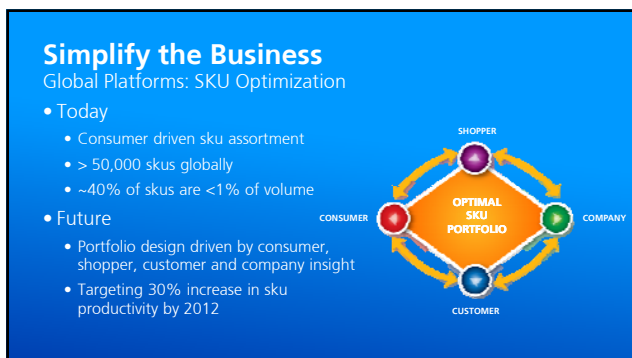 Simplify the Business
Global Platforms: SKU Optimization
• Today
• Consumer driven sku assortment
• > 50,000 skus globally
• ~40% of skus are <1% of volume
• Future
• Portfolio design driven by consumer,
shopper, customer and company insight
• Targeting 30% increase in sku
productivity by 2012
SHOPPER
CONSUMER
OPTIMAL
SKU
PORTFOLIO
COMPANY
CUSTOMER